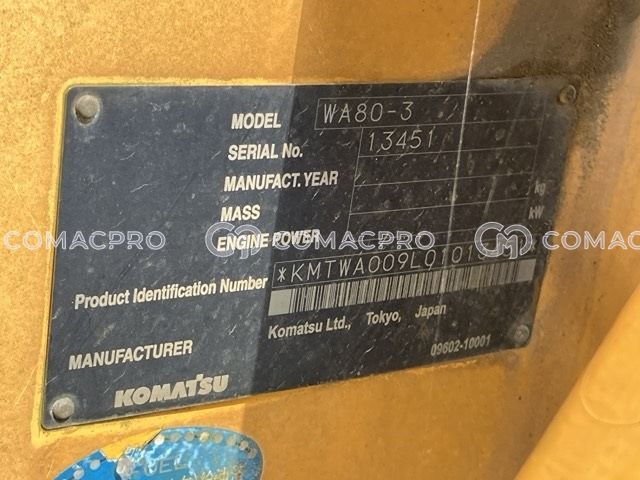 MODEL WA80-3
SERIAL No. 13451
MANUFACT. YEAR
MASS kg
ENGINE POWER kW
COMACPRO COMACPRO COMACPRO
Product Identification Number
Komatsu Ltd., Tokyo, Japan
MANUFACTURER 09602-10001
KOMATSU